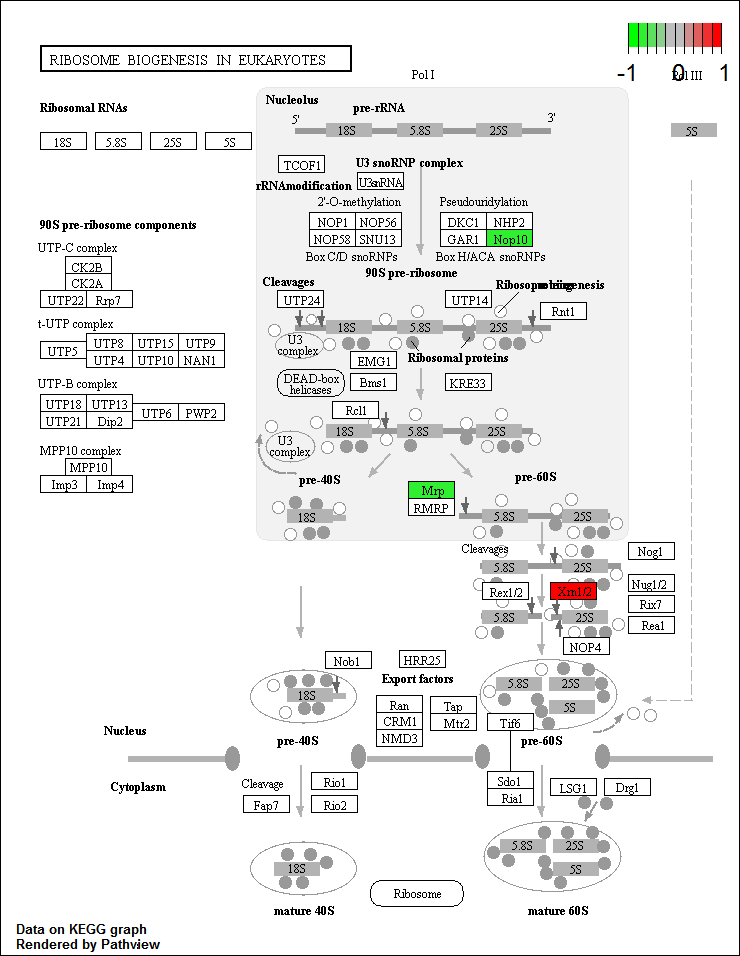 RIBOSOME BIOGENESIS IN EUKARYOTES
-1 0 1
Pol I
Pol III
Ribosomal RNAs
18S 5.8S 25S 5S
Nucleolus
pre-rRNA
5' 3'
18S 5.8S 25S
5S
TCOF1
U3 snoRNP complex
U3snRNA
rRNAmodification
2'-O-methylation
Pseudouridylation
NOP1 NOP56
NOP58 SNU13
DKC1 NHP2
GAR1 Nop10
Box C/D snoRNPs
Box H/ACA snoRNPs
90S pre-ribosome components
UTP-C complex
CK2B
CK2A
UTP22 Rrp7
t-UTP complex
UTP5
UTP8 UTP15 UTP9
UTP4 UTP10 NAN1
UTP-B complex
UTP18 UTP13
UTP21 Dip2
UTP6 PWP2
MPP10 complex
MPP10
Imp3 Imp4
90S pre-ribosome
Cleavages
UTP24
UTP14
Rnt1
18S 5.8S 25S
U3
complex
Ribosomal proteins
EMG1
Bms1
DEAD-box
helicases
KRE33
Rcl1
18S 5.8S 25S
U3
complex
pre-40S
pre-60S
Mrp
RMRP
18S
5.8S 25S
Cleavages
Nog1
5.8S 25S
Rex1/2
Xrn1/2
Nug1/2
Rix7
Rea1
5.8S 25S
NOP4
Nob1
HRR25
Export factors
Ran
CRM1
NMD3
Tap
Mtr2
Tif6
18S
5.8S 25S
5S
Nucleus
pre-40S
pre-60S
Cytoplasm
Cleavage
Fap7
Rio1
Rio2
Sdo1
Ria1
LSG1
Drg1
18S
5.8S 25S
5S
Ribosome
mature 40S
mature 60S
Data on KEGG graph
Rendered by Pathview